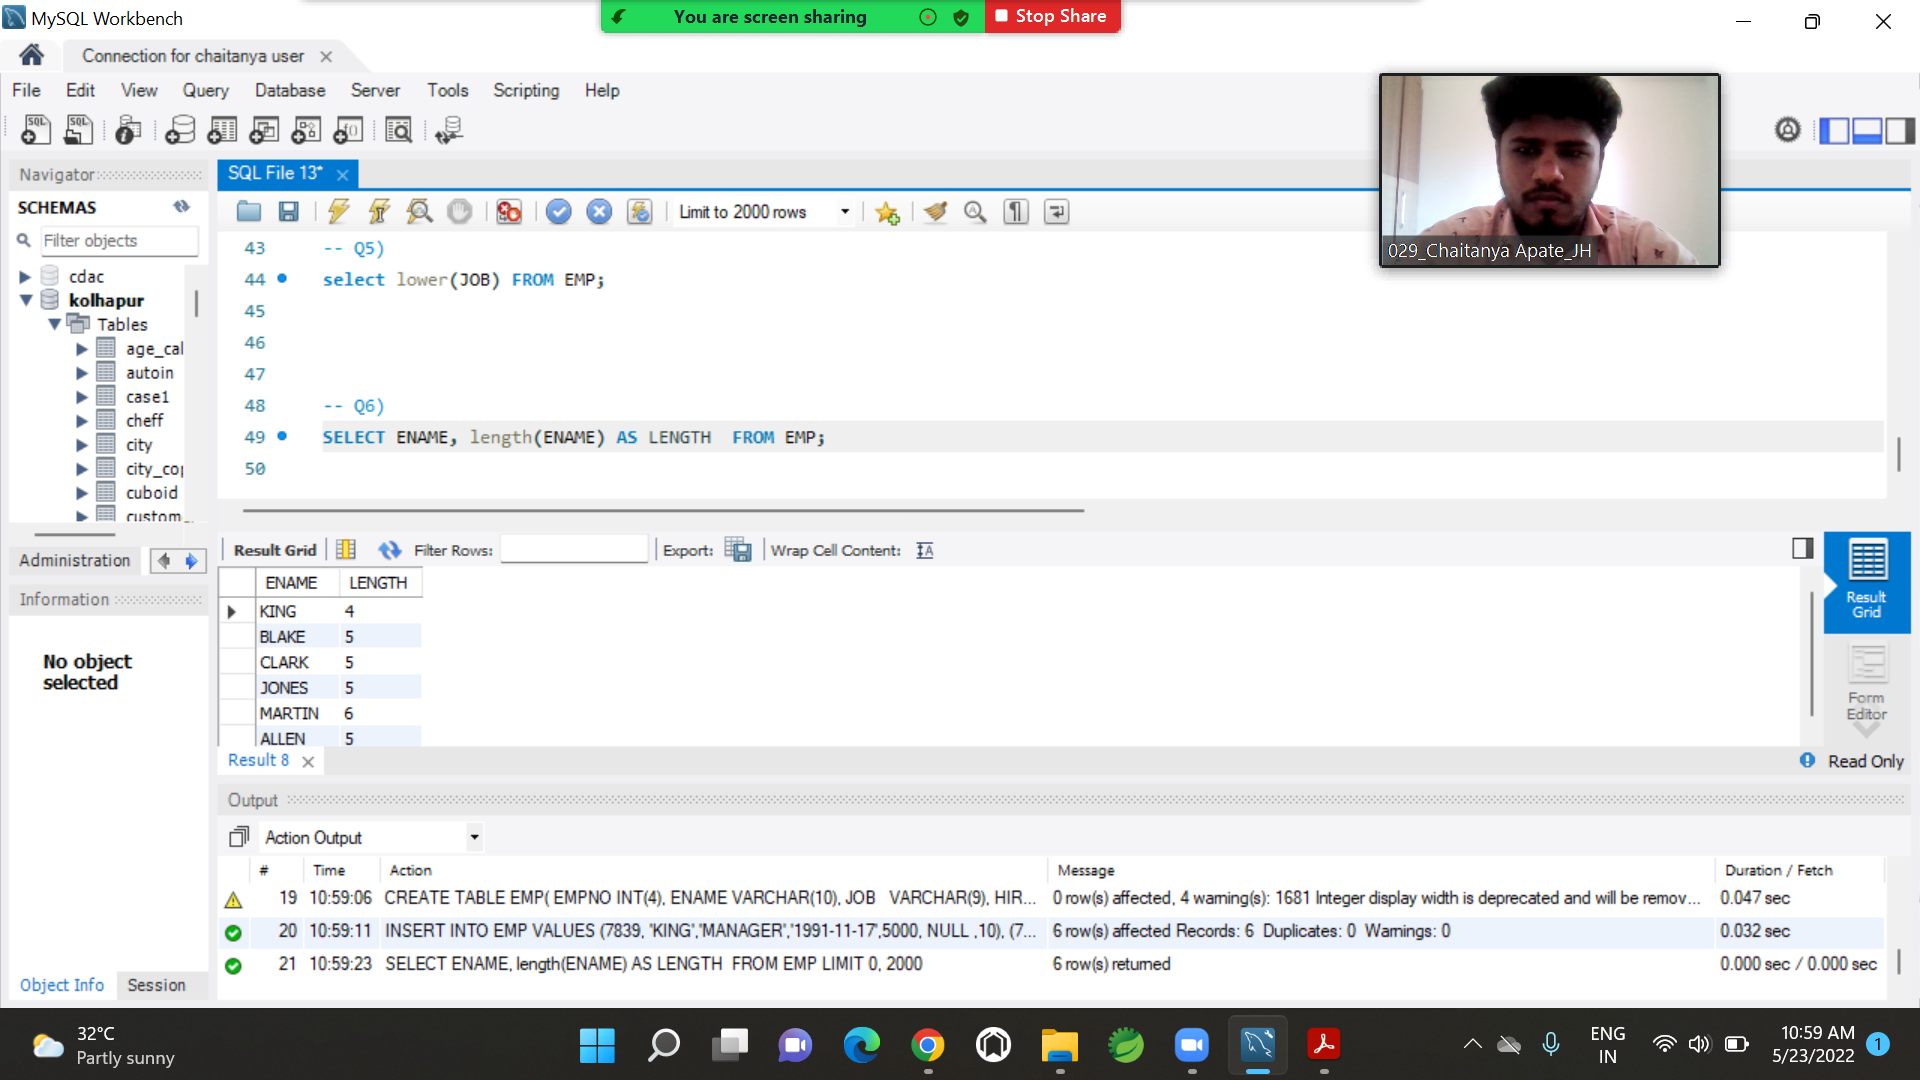 MySQL Workbench
You are screen sharing
Stop Share
Connection for chaitanya user
File Edit View Query Database Server Tools Scripting Help
029_Chaitanya Apate_JH
Navigator
SQL File 13*
SCHEMAS
Filter objects
Limit to 2000 rows
cdac
kolhapur
Tables
age_cal
autoin
case1
cheff
city
city_co
cuboid
custom
43 -- Q5)
44 select lower(JOB) FROM EMP;
45
46
47
48 -- Q6)
49 SELECT ENAME, length(ENAME) AS LENGTH  FROM EMP;
50
Administration
Information
No object
selected
Object Info Session
Result Grid Filter Rows: Export: Wrap Cell Content:
ENAME LENGTH
KING 4
BLAKE 5
CLARK 5
JONES 5
MARTIN 6
ALLEN 5
Result
Grid
Form
Editor
Result 8
Read Only
Output
Action Output
# Time Action Message Duration / Fetch
19 10:59:06 CREATE TABLE EMP( EMPNO INT(4), ENAME VARCHAR(10), JOB   VARCHAR(9), HIR... 0 row(s) affected, 4 warning(s): 1681 Integer display width is deprecated and will be remov... 0.047 sec
20 10:59:11 INSERT INTO EMP VALUES (7839, 'KING','MANAGER','1991-11-17',5000, NULL ,10), (7... 6 row(s) affected Records: 6  Duplicates: 0  Warnings: 0 0.032 sec
21 10:59:23 SELECT ENAME, length(ENAME) AS LENGTH  FROM EMP LIMIT 0, 2000 6 row(s) returned 0.000 sec / 0.000 sec
32°C
Partly sunny
ENG
IN
10:59 AM
5/23/2022
1